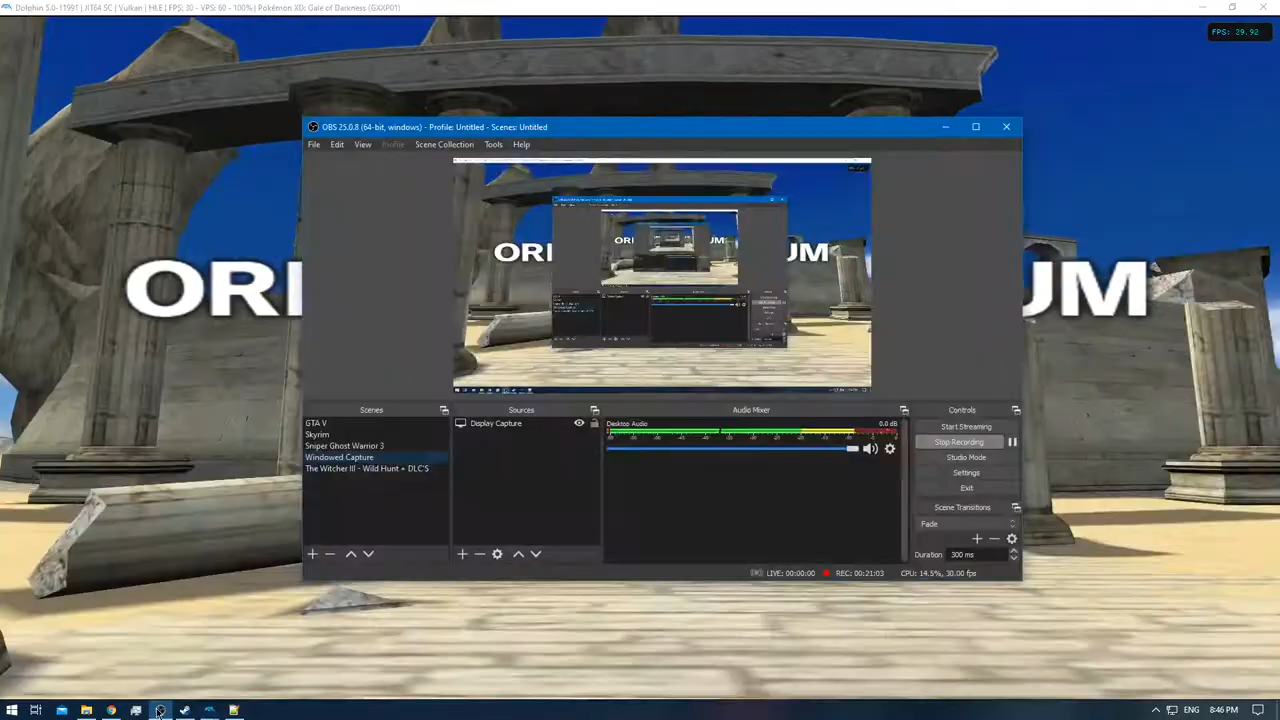 Dolphin 5.0-11991 | JIT64 SC | Vulkan | HLE | FPS: 30 - VPS: 60 - 100% | Pokémon XD: Gale of Darkness (GXXP01)
FPS: 29.92
OBS 25.0.8 (64-bit, windows) - Profile: Untitled - Scenes: Untitled
File Edit View Profile Scene Collection Tools Help
ORI UM
ORI UM
ORI UM
Scenes Sources Audio Mixer Controls
GTA V
Skyrim
Sniper Ghost Warrior 3
Windowed Capture
The Witcher III - Wild Hunt + DLC'S
Display Capture
Desktop Audio 0.0 dB
Start Streaming
Stop Recording
Studio Mode
Settings
Exit
Scene Transitions
Fade
Duration 300 ms
LIVE: 00:00:00 REC: 00:21:03 CPU: 14.5%, 30.00 fps
ENG 8:46 PM